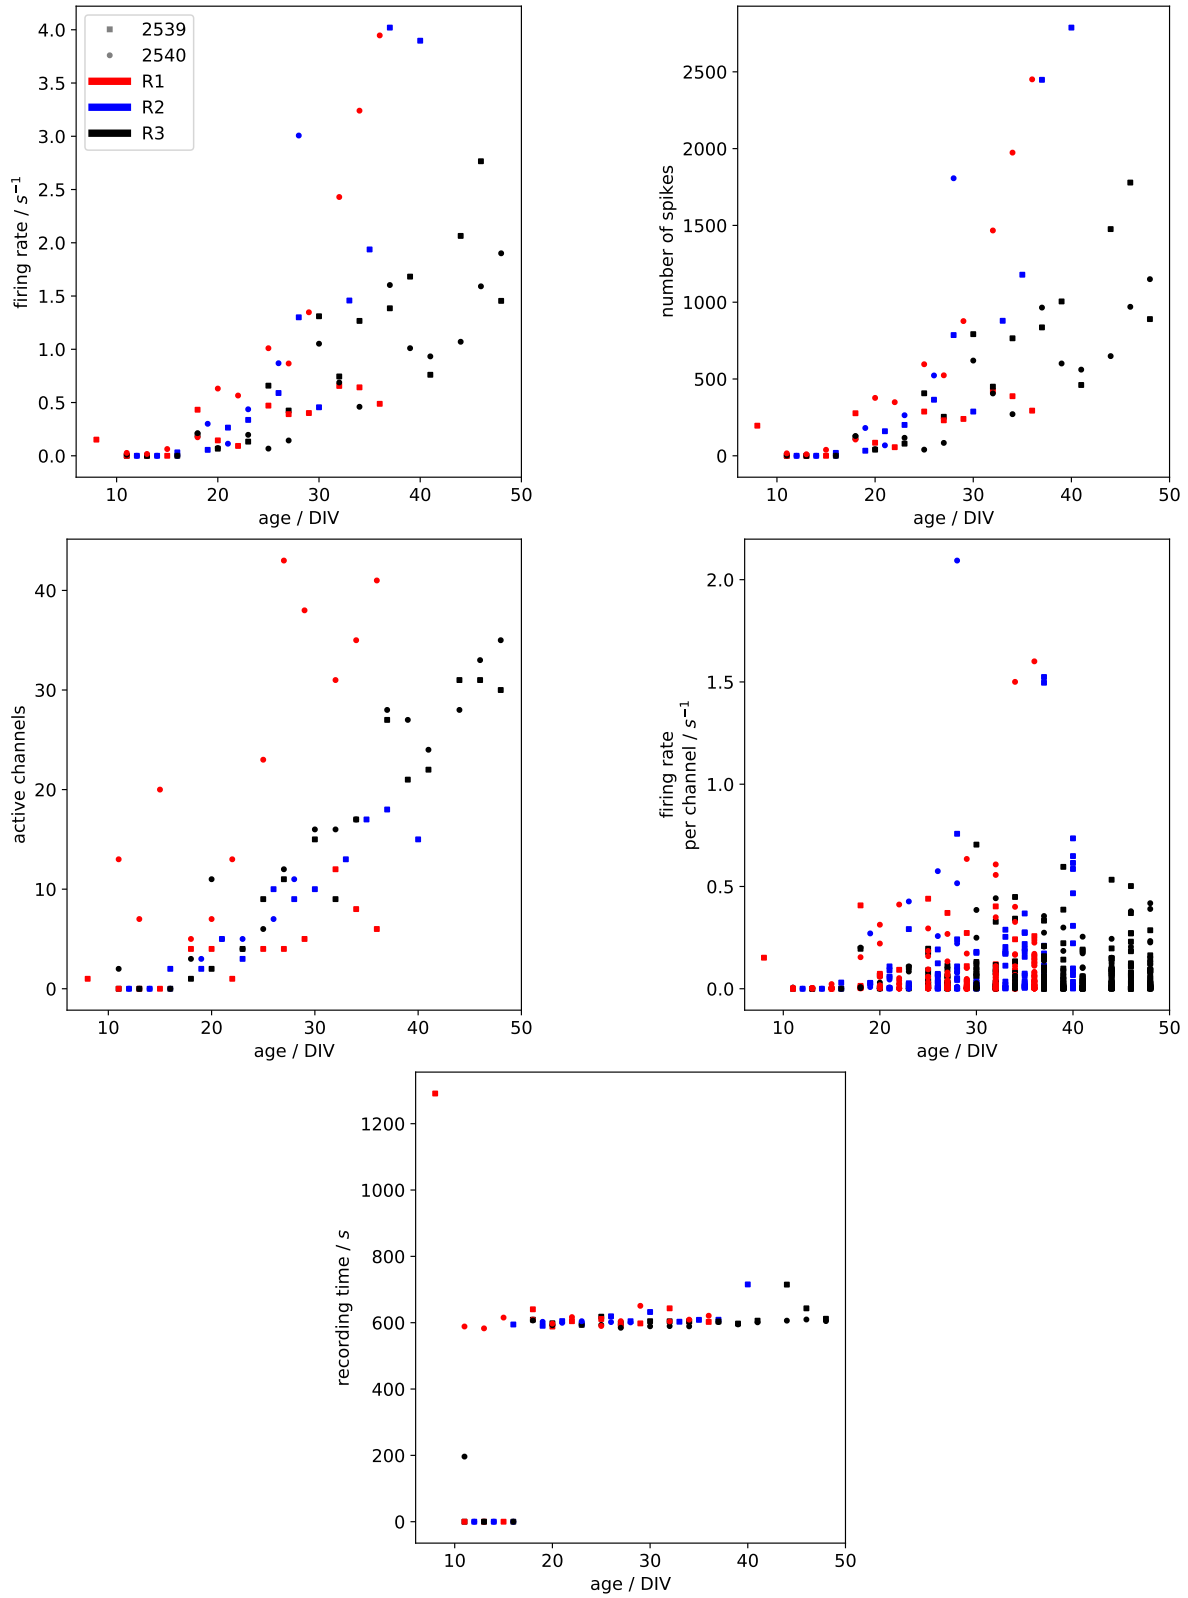 4.0
3.5
3.0
2.5
2.0
1.5
1.0
0.5
0.0
firing rate / s⁻¹
2539
2540
R1
R2
R3
10 20 30 40 50
age / DIV
2500
2000
1500
1000
500
0
number of spikes
10 20 30 40 50
age / DIV
40
30
20
10
0
active channels
10 20 30 40 50
age / DIV
2.0
1.5
1.0
0.5
0.0
firing rate
per channel / s⁻¹
10 20 30 40 50
age / DIV
1200
1000
800
600
400
200
0
recording time / s
10 20 30 40 50
age / DIV